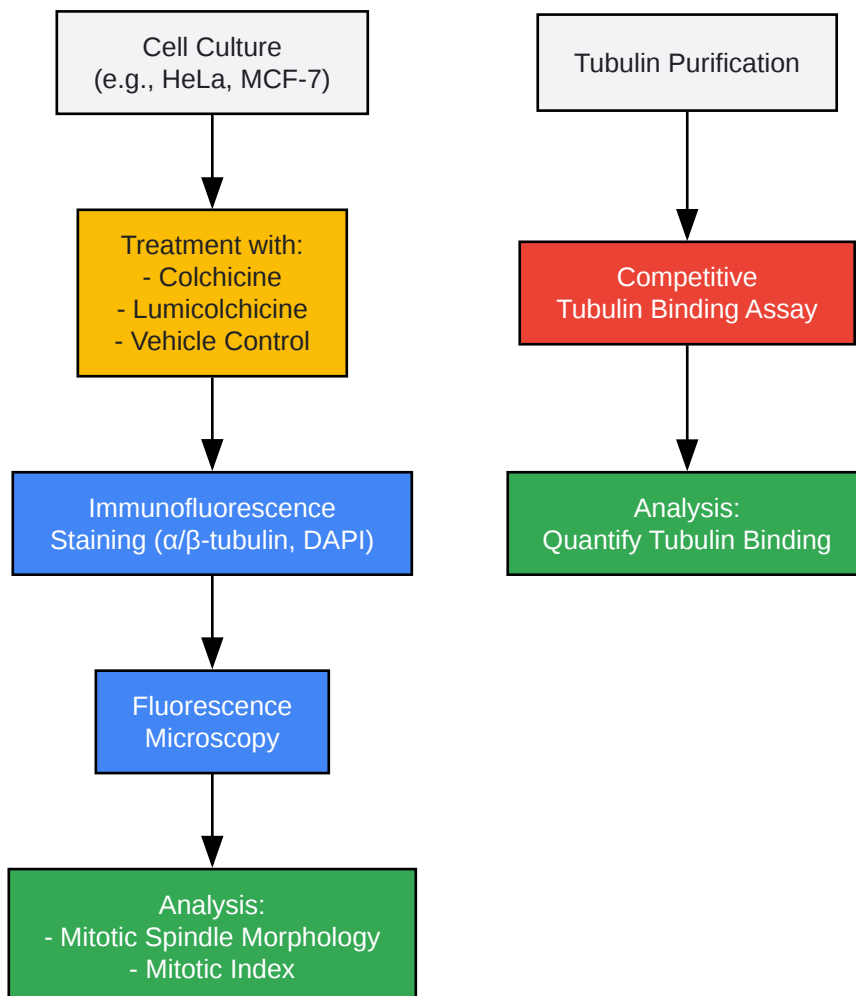 Cell Culture
(e.g., HeLa, MCF-7)
Treatment with:
- Colchicine
- Lumicolchicine
- Vehicle Control
Immunofluorescence
Staining (α/β-tubulin, DAPI)
Fluorescence
Microscopy
Analysis:
- Mitotic Spindle Morphology
- Mitotic Index
Tubulin Purification
Competitive
Tubulin Binding Assay
Analysis:
Quantify Tubulin Binding